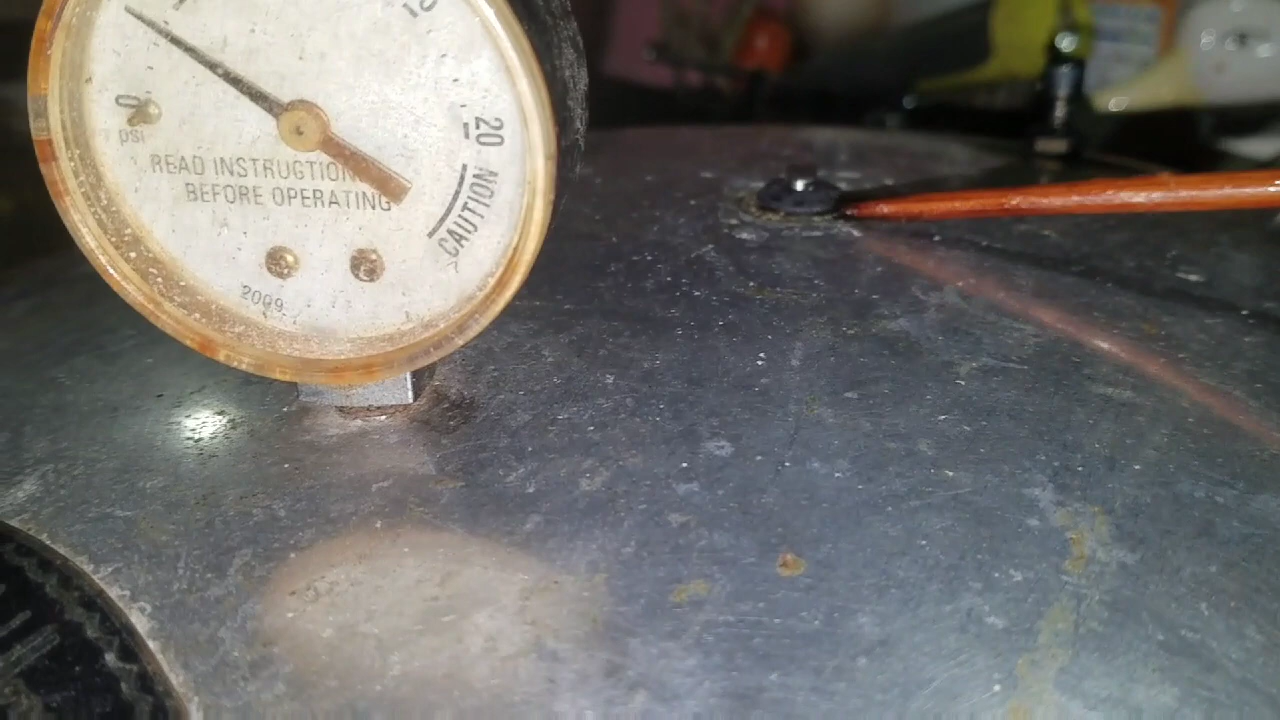 0
psi
20
READ INSTRUCTION
BEFORE OPERATING
CAUTION
2009